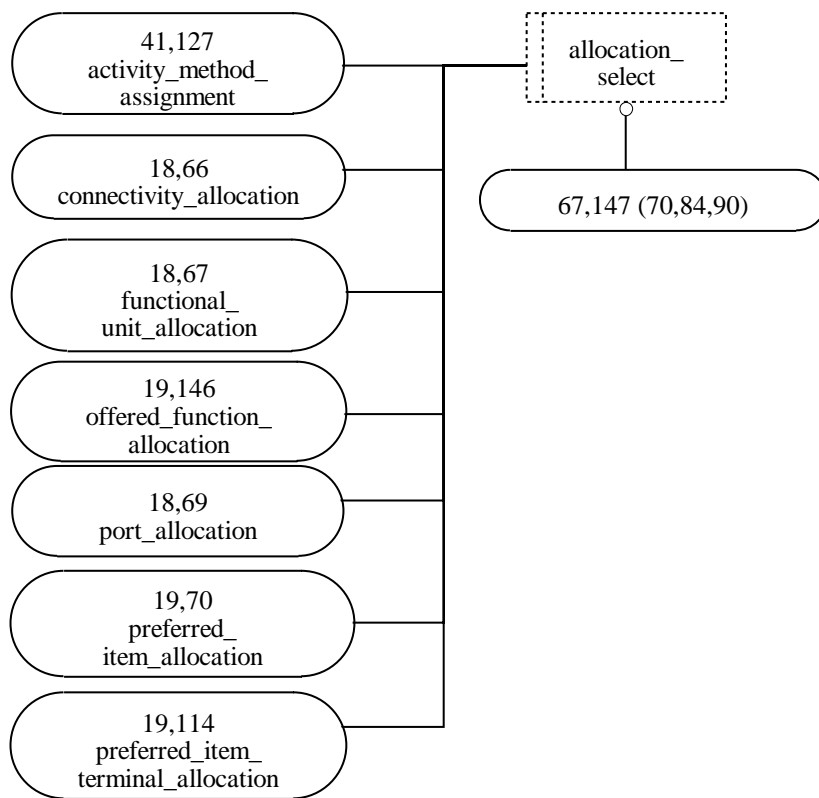 41,127
activity_method_
assignment
allocation_
select
18,66
connectivity_allocation
67,147 (70,84,90)
18,67
functional_
unit_allocation
19,146
offered_function_
allocation
18,69
port_allocation
19,70
preferred_
item_allocation
19,114
preferred_item_
terminal_allocation